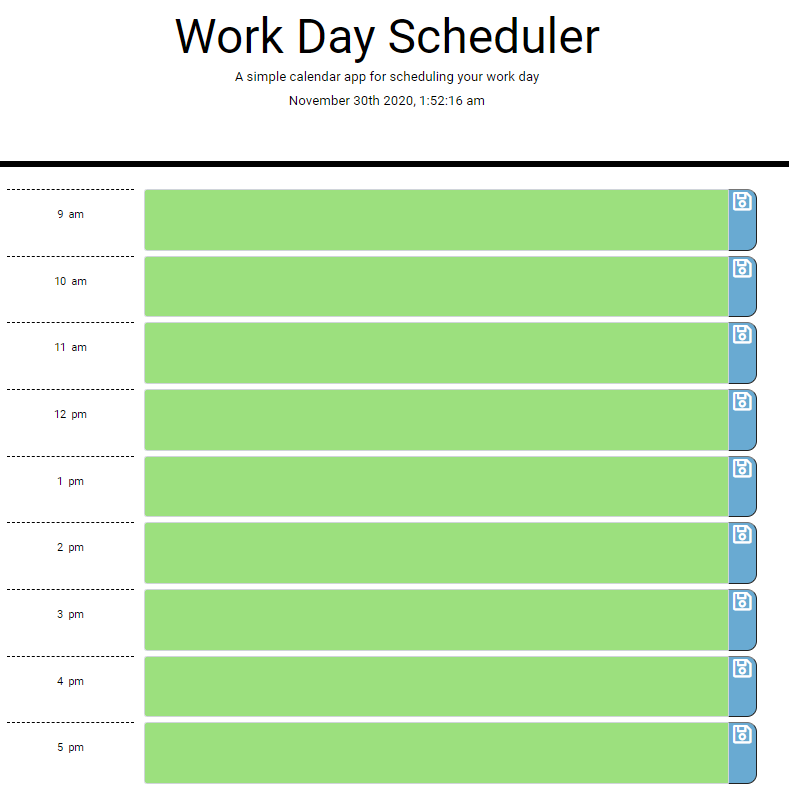 Work Day Scheduler
A simple calendar app for scheduling your work day
November 30th 2020, 1:52:16 am
9 am
10 am
11 am
12 pm
1 pm
2 pm
3 pm
4 pm
5 pm